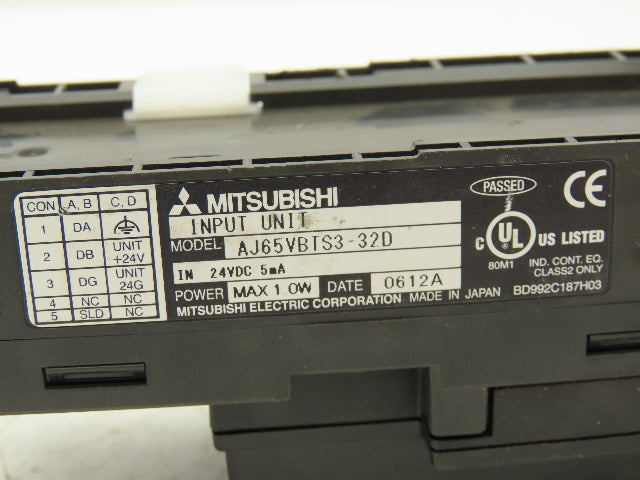 CON A, B C, D
1 DA
2 DB UNIT +24V
3 DG UNIT 24G
4 NC NC
5 SLD NC
MITSUBISHI
INPUT UNIT
MODEL AJ65VBTS3-32D
IN 24VDC 5mA
POWER MAX 1.0W DATE 0612A
MITSUBISHI ELECTRIC CORPORATION MADE IN JAPAN
PASSED
CE
C UL US LISTED
80M1 IND. CONT. EQ.
CLASS2 ONLY
BD992C187H03